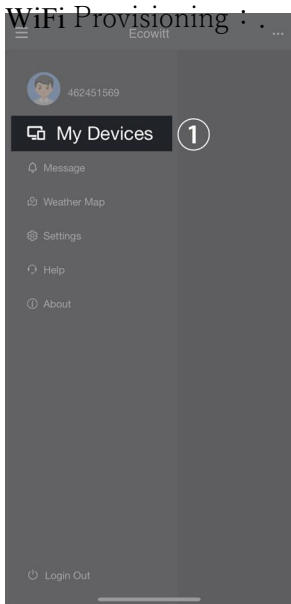 WiFi Provisioning : .
Ecowitt
462451569
My Devices ①
Message
Weather Map
Settings
Help
About
Login Out